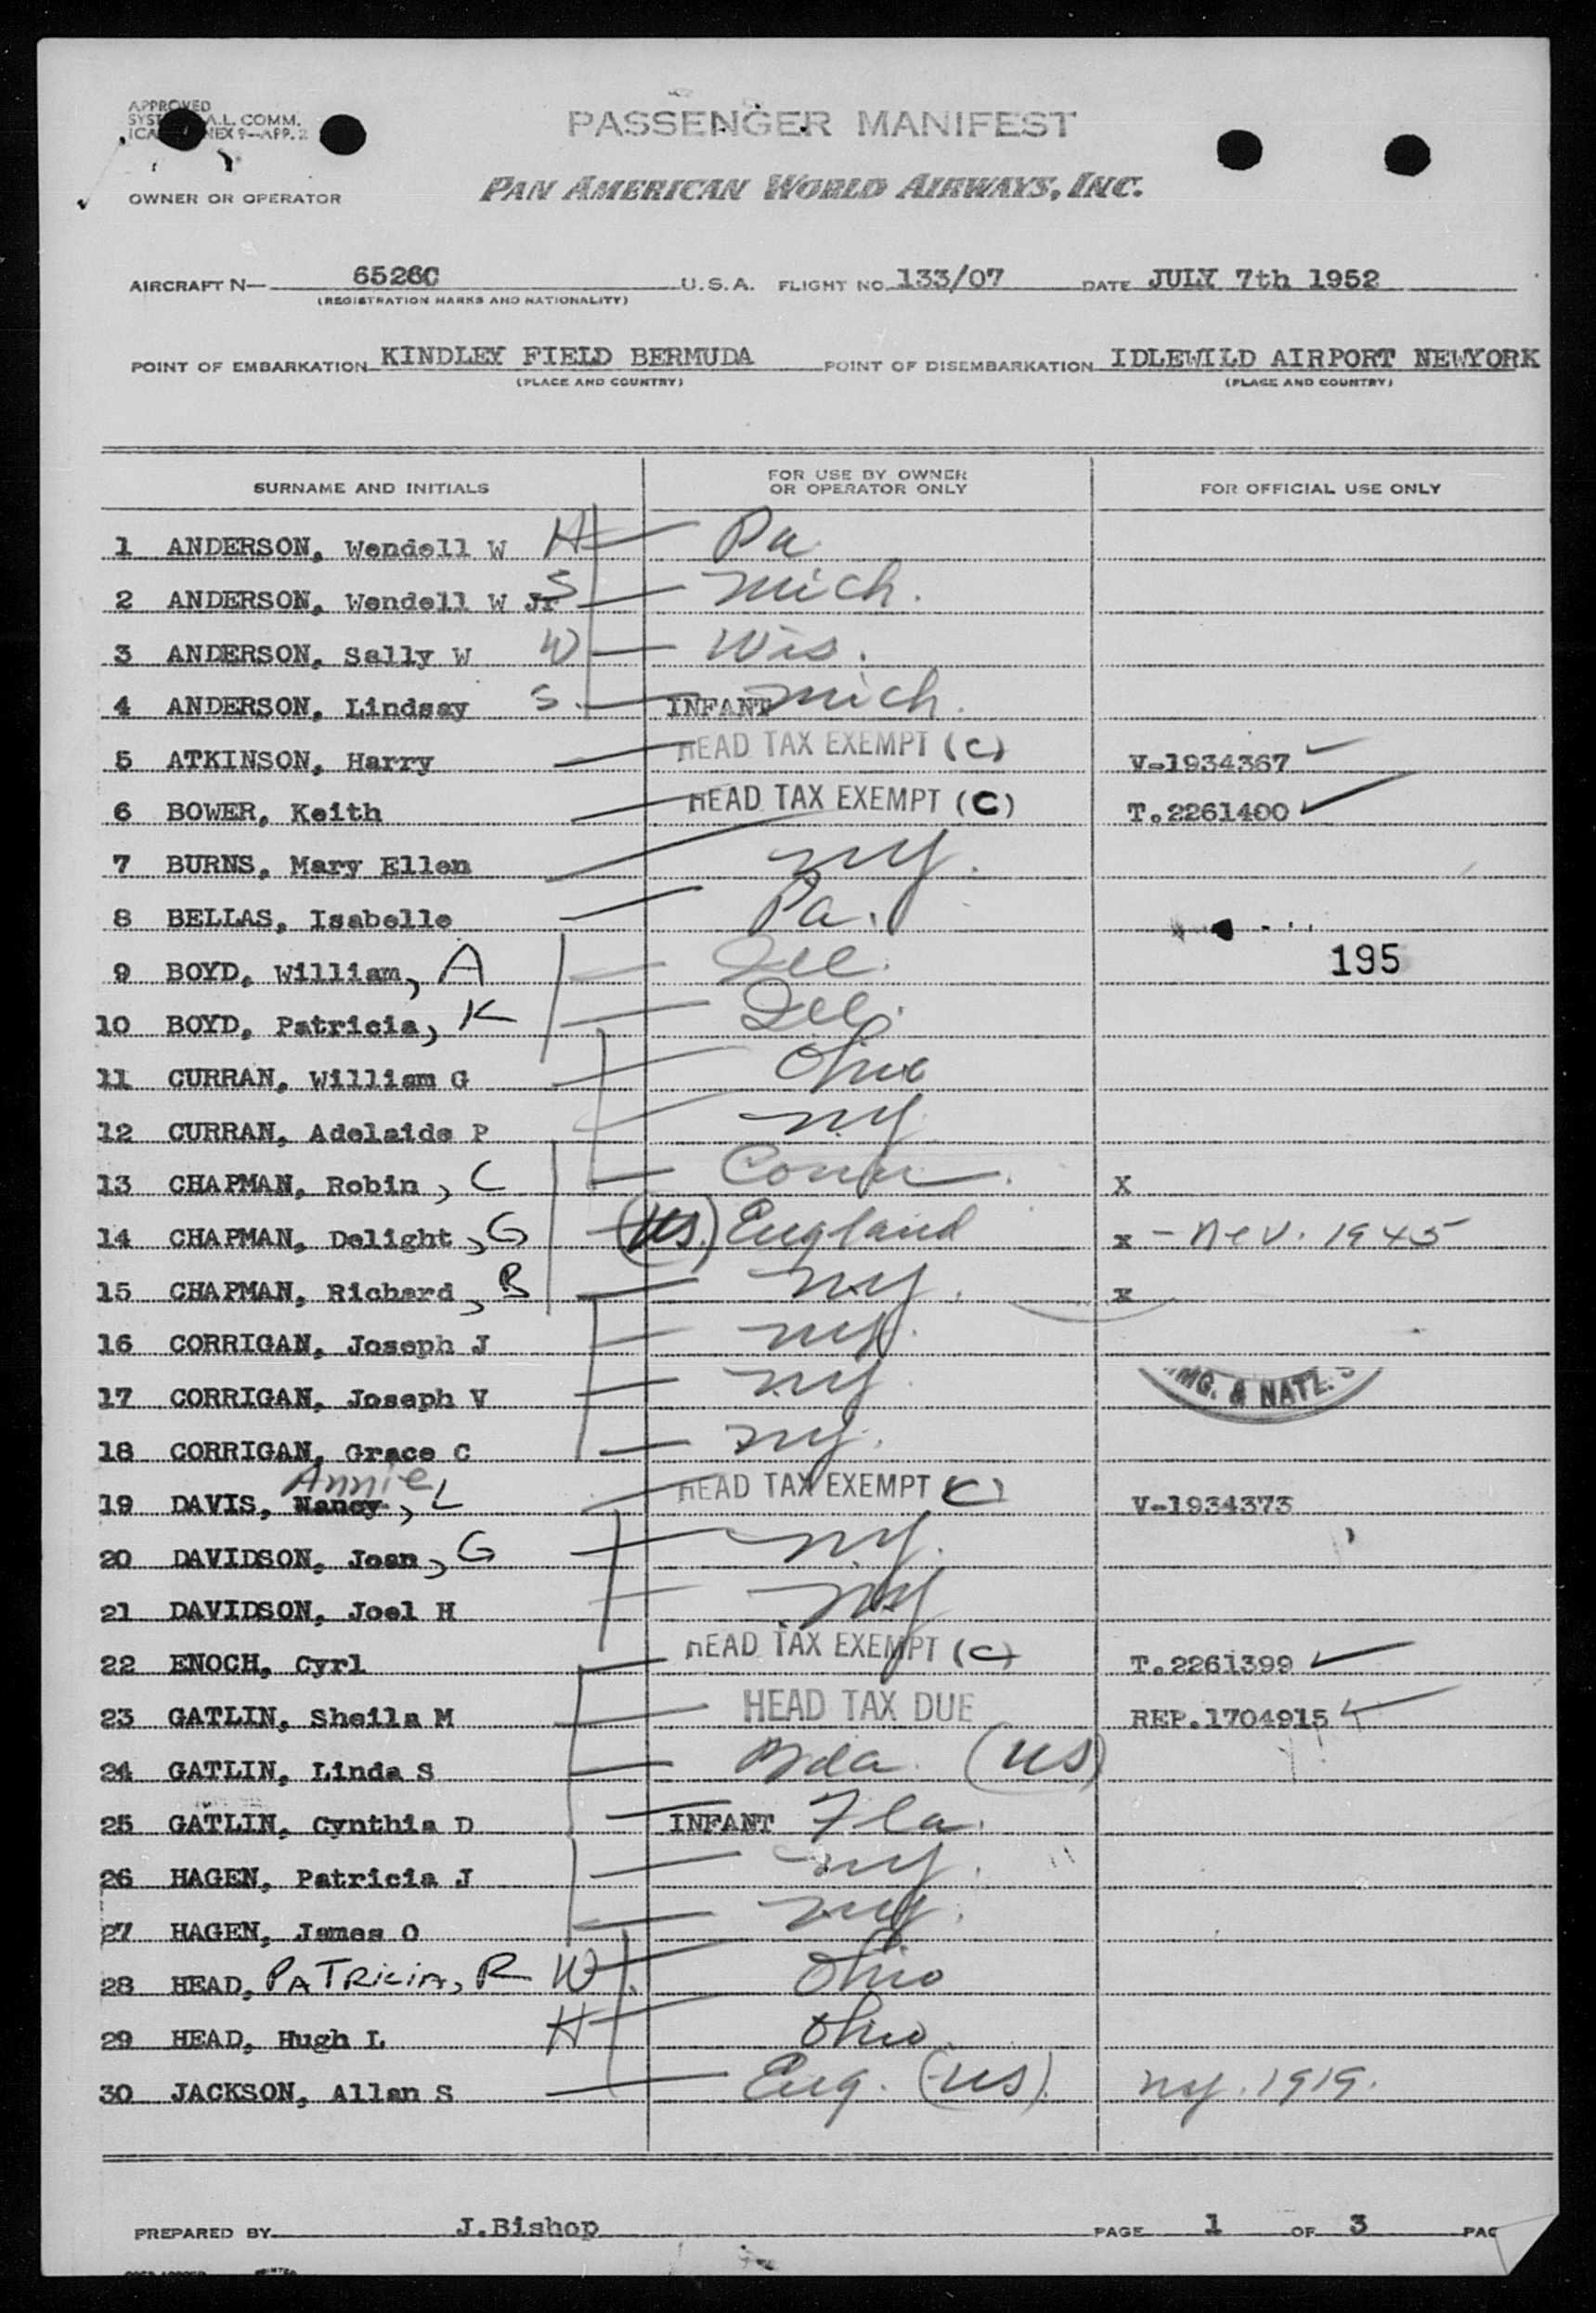 APPROVED
A.L. COMM.
PASSENGER MANIFEST
OWNER OR OPERATOR
PAN AMERICAN WORLD AIRWAYS, INC.
AIRCRAFT N— 65260 U.S.A. FLIGHT NO. 133/07 DATE JULY 7th 1952
(REGISTRATION MARKS AND NATIONALITY)
POINT OF EMBARKATION KINDLEY FIELD BERMUDA POINT OF DISEMBARKATION IDLEWILD AIRPORT NEWYORK
(PLACE AND COUNTRY) (PLACE AND COUNTRY)
SURNAME AND INITIALS FOR USE BY OWNER OR OPERATOR ONLY FOR OFFICIAL USE ONLY
1 ANDERSON, Wendell W H Pa
2 ANDERSON, Wendell W Jr S Mich.
3 ANDERSON, Sally W W Wis.
4 ANDERSON, Lindsay S INFANT Mich.
5 ATKINSON, Harry HEAD TAX EXEMPT (C) V-1934367
6 BOWER, Keith HEAD TAX EXEMPT (C) T.2261400
7 BURNS, Mary Ellen ny.
8 BELLAS, Isabelle Pa.
9 BOYD, William, A 195
10 BOYD, Patricia, K
11 CURRAN, William G Ohio
12 CURRAN, Adelaide P ny
13 CHAPMAN, Robin, C Conn. X
14 CHAPMAN, Delight, G (US.) England x - nev. 1945
15 CHAPMAN, Richard, B ny. x
16 CORRIGAN, Joseph J ny.
17 CORRIGAN, Joseph V ny. IMG. & NATZ. S
18 CORRIGAN, Grace C ny.
Annie
19 DAVIS, Nancy, L HEAD TAX EXEMPT (C) V-1934373
20 DAVIDSON, Joan, G ny.
21 DAVIDSON, Joel H ny
22 ENOCH, Cyrl HEAD TAX EXEMPT (C) T.2261399
23 GATLIN, Sheila M HEAD TAX DUE REP.1704915
24 GATLIN, Linda S Bda. (US)
25 GATLIN, Cynthia D INFANT Fla.
26 HAGEN, Patricia J ny.
27 HAGEN, James O ny.
28 HEAD, PATRICIA, R W Ohio
29 HEAD, Hugh L H Ohio
30 JACKSON, Allan S Eng. (US). ny. 1919.
PREPARED BY J.Bishop PAGE 1 OF 3